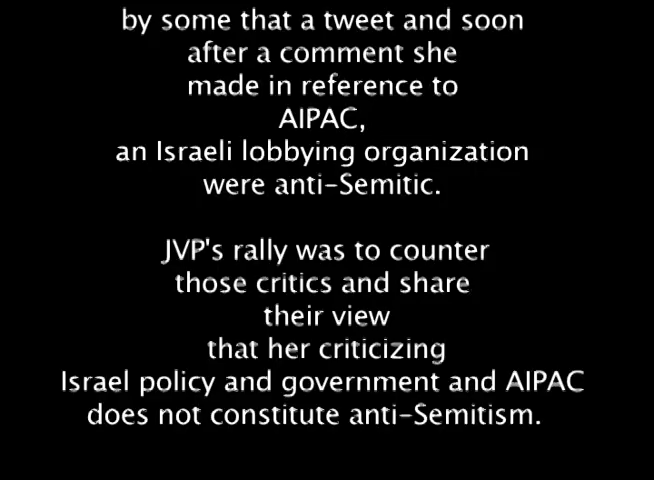 by some that a tweet and soon
after a comment she
made in reference to
AIPAC,
an Israeli lobbying organization
were anti-Semitic.
JVP's rally was to counter
those critics and share
their view
that her criticizing
Israel policy and government and AIPAC
does not constitute anti-Semitism.